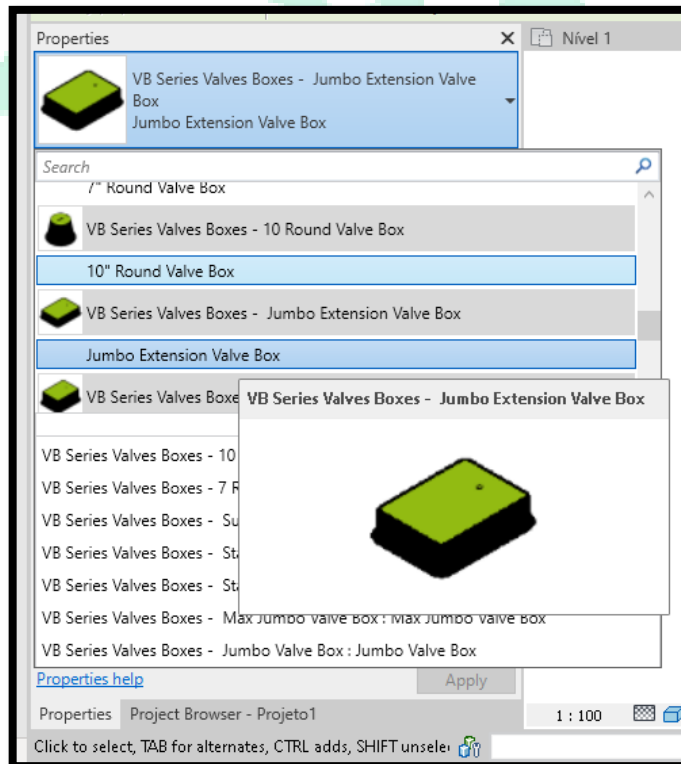 Properties
Nível 1
VB Series Valves Boxes - Jumbo Extension Valve
Box
Jumbo Extension Valve Box
Search
7" Round Valve Box
VB Series Valves Boxes - 10 Round Valve Box
10" Round Valve Box
VB Series Valves Boxes - Jumbo Extension Valve Box
Jumbo Extension Valve Box
VB Series Valves Boxe
VB Series Valves Boxes - Jumbo Extension Valve Box
VB Series Valves Boxes - 10
VB Series Valves Boxes - 7 R
VB Series Valves Boxes - Su
VB Series Valves Boxes - Sta
VB Series Valves Boxes - Sta
VB Series Valves Boxes - Max Jumbo Valve Box : Max Jumbo Valve Box
VB Series Valves Boxes - Jumbo Valve Box : Jumbo Valve Box
Properties help
Apply
Properties Project Browser - Projeto1
1 : 100
Click to select, TAB for alternates, CTRL adds, SHIFT unsele